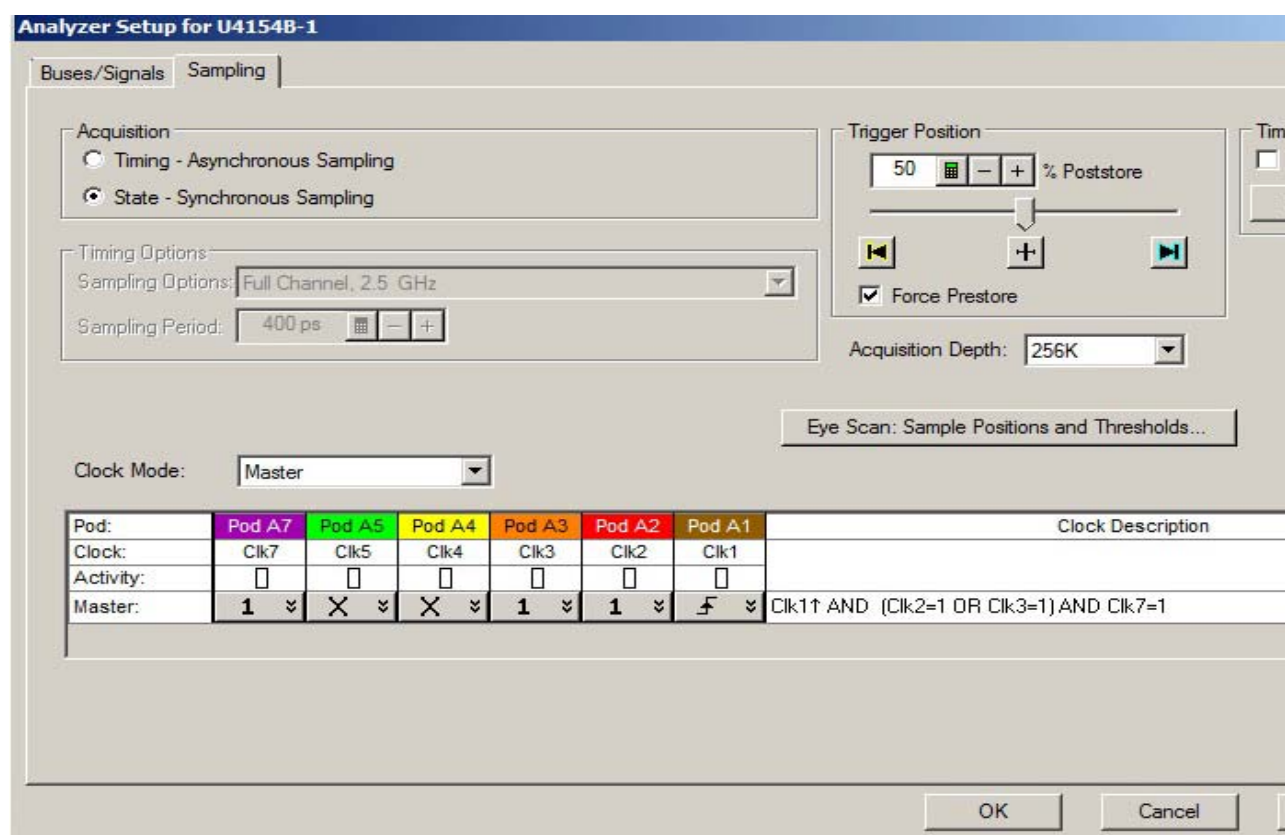 Analyzer Setup for U4154B-1
Buses/Signals Sampling
Acquisition
Timing - Asynchronous Sampling
State - Synchronous Sampling
Timing Options
Sampling Options: Full Channel, 2.5 GHz
Sampling Period: 400 ps − +
Trigger Position
50 − + % Poststore
Force Prestore
Acquisition Depth: 256K
Tim
Eye Scan: Sample Positions and Thresholds...
Clock Mode: Master
Pod: Pod A7 Pod A5 Pod A4 Pod A3 Pod A2 Pod A1 Clock Description
Clock: Clk7 Clk5 Clk4 Clk3 Clk2 Clk1
Activity:
Master: 1 X X 1 1 Clk1↑ AND (Clk2=1 OR Clk3=1) AND Clk7=1
OK Cancel